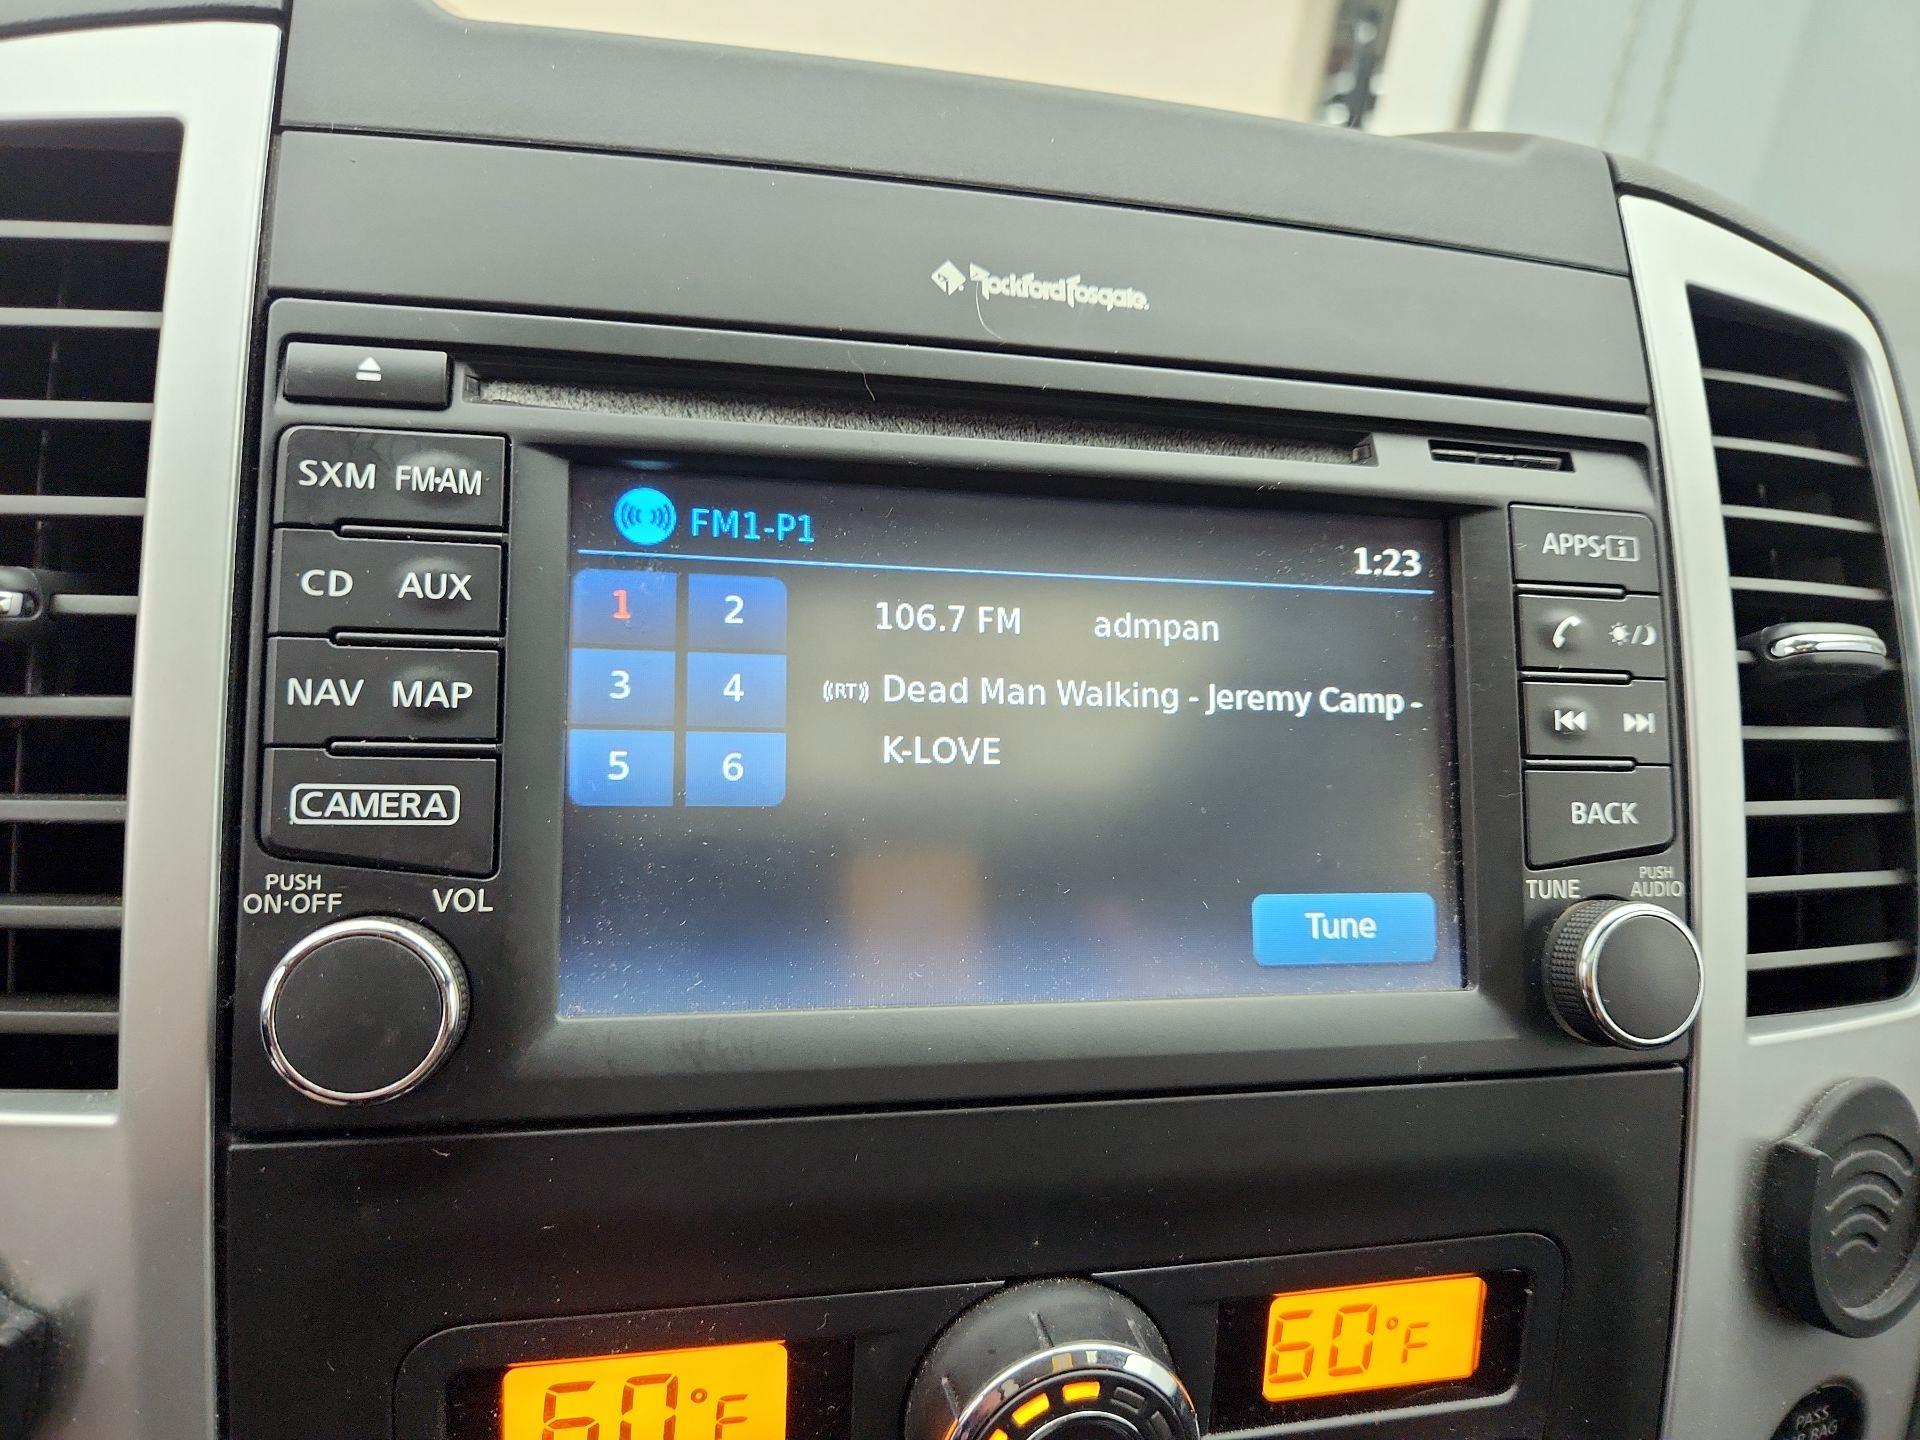 Rockford Fosgate
SXM FM·AM
CD AUX
NAV MAP
CAMERA
PUSH
ON·OFF VOL
FM1-P1
1:23
1 2
3 4
5 6
106.7 FM admpan
((RT)) Dead Man Walking - Jeremy Camp -
K-LOVE
Tune
APPS·i
BACK
TUNE PUSH
AUDIO
60°F
60°F
PASS
BAG